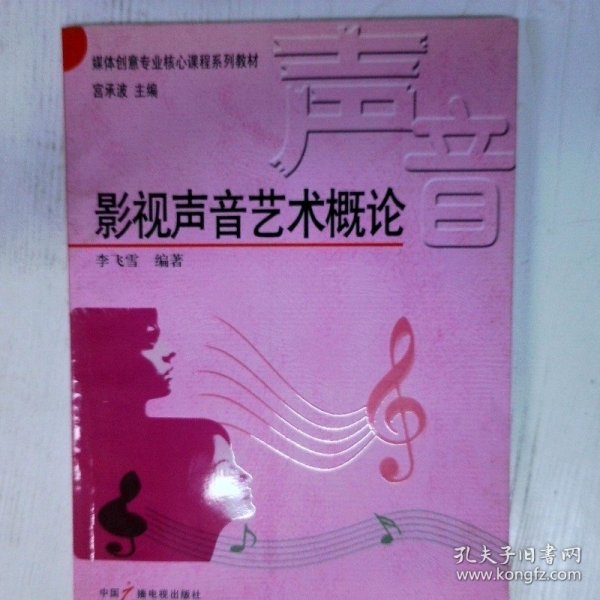 媒体创意专业核心课程系列教材
宫承波 主编
声音
影视声音艺术概论
李飞雪 编著
中国广播电视出版社
孔夫子旧书网
www.kongfz.com